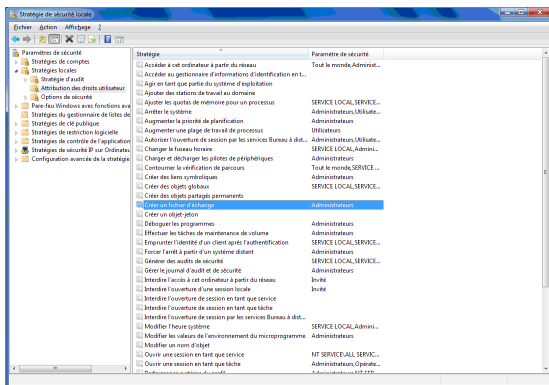 Stratégie de sécurité locale
Fichier Action Affichage ?
Paramètres de sécurité
Stratégies de comptes
Stratégies locales
Stratégie d'audit
Attribution des droits utilisateur
Options de sécurité
Pare-feu Windows avec fonctions ava
Stratégies du gestionnaire de listes de
Stratégies de clé publique
Stratégies de restriction logicielle
Stratégies de contrôle de l'application
Stratégies de sécurité IP sur Ordinateu
Configuration avancée de la stratégie
Stratégie Paramètre de sécurité
Accéder à cet ordinateur à partir du réseau Tout le monde,Administ...
Accéder au gestionnaire d'informations d'identification en t...
Agir en tant que partie du système d'exploitation
Ajouter des stations de travail au domaine
Ajuster les quotas de mémoire pour un processus SERVICE LOCAL,SERVICE...
Arrêter le système Administrateurs,Utilisate...
Augmenter la priorité de planification Administrateurs
Augmenter une plage de travail de processus Utilisateurs
Autoriser l'ouverture de session par les services Bureau à dist... Administrateurs,Utilisate...
Changer le fuseau horaire SERVICE LOCAL,Admini...
Charger et décharger les pilotes de périphériques Administrateurs
Contourner la vérification de parcours Tout le monde,SERVICE ...
Créer des liens symboliques Administrateurs
Créer des objets globaux SERVICE LOCAL,SERVICE...
Créer des objets partagés permanents
Créer un fichier d'échange Administrateurs
Créer un objet-jeton
Déboguer les programmes Administrateurs
Effectuer les tâches de maintenance de volume Administrateurs
Emprunter l'identité d'un client après l'authentification SERVICE LOCAL,SERVICE...
Forcer l'arrêt à partir d'un système distant Administrateurs
Générer des audits de sécurité SERVICE LOCAL,SERVICE...
Gérer le journal d'audit et de sécurité Administrateurs
Interdire l'accès à cet ordinateur à partir du réseau Invité
Interdire l'ouverture d'une session locale Invité
Interdire l'ouverture de session en tant que service
Interdire l'ouverture de session en tant que tâche
Interdire l'ouverture de session par les services Bureau à dist...
Modifier l'heure système SERVICE LOCAL,Admini...
Modifier les valeurs de l'environnement du microprogramme Administrateurs
Modifier un nom d'objet
Ouvrir une session en tant que service NT SERVICE\ALL SERVIC...
Ouvrir une session en tant que tâche Administrateurs,Opérate...